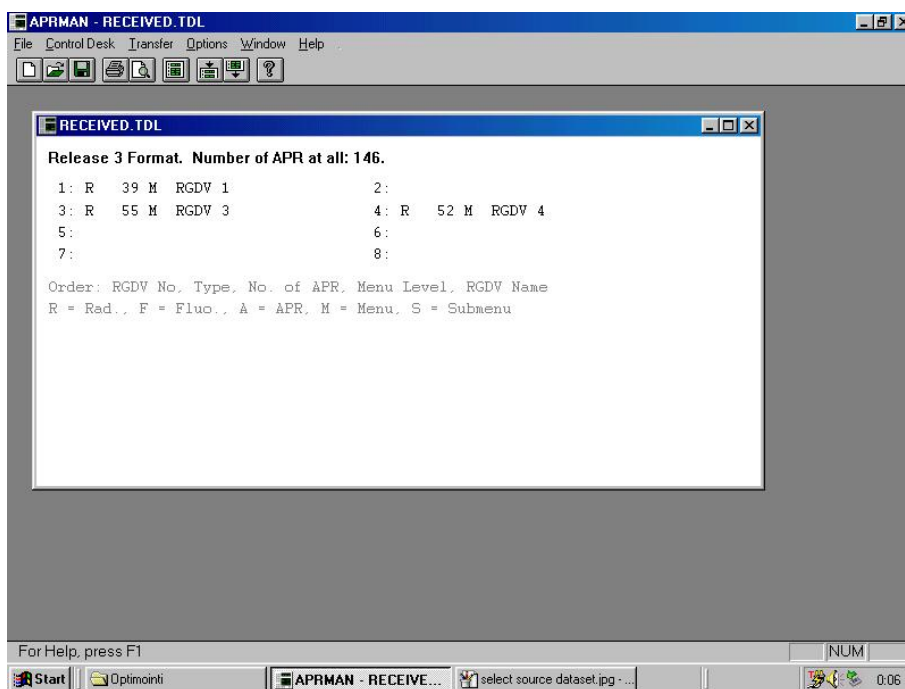 APRMAN - RECEIVED.TDL
File Control Desk Transfer Options Window Help
RECEIVED.TDL
Release 3 Format. Number of APR at all: 146.
1: R 39 M RGDV 1 2:
3: R 55 M RGDV 3 4: R 52 M RGDV 4
5: 6:
7: 8:
Order: RGDV No, Type, No. of APR, Menu Level, RGDV Name
R = Rad., F = Fluo., A = APR, M = Menu, S = Submenu
For Help, press F1 NUM
Start Optimointi APRMAN - RECEIVE... select source dataset.jpg - ... 0:06